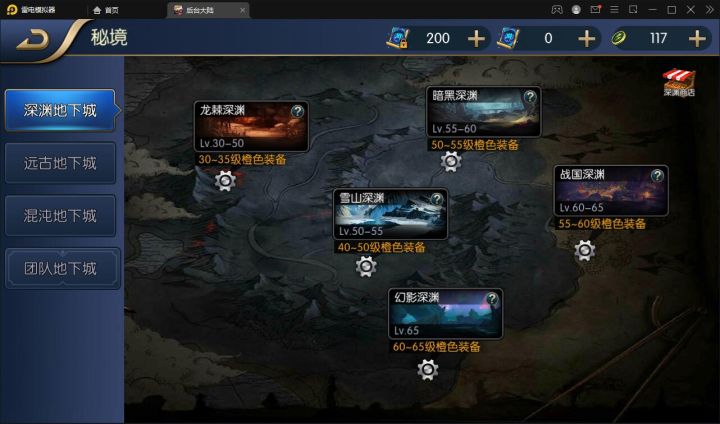 雷电模拟器
首页
后台大陆
秘境
200
0
117
深渊地下城
远古地下城
混沌地下城
团队地下城
深渊商店
龙棘深渊
Lv.30-50
30~35级橙色装备
暗黑深渊
Lv.55-60
50~55级橙色装备
战国深渊
Lv.60-65
55~60级橙色装备
雪山深渊
Lv.50-55
40~50级橙色装备
幻影深渊
Lv.65
60~65级橙色装备